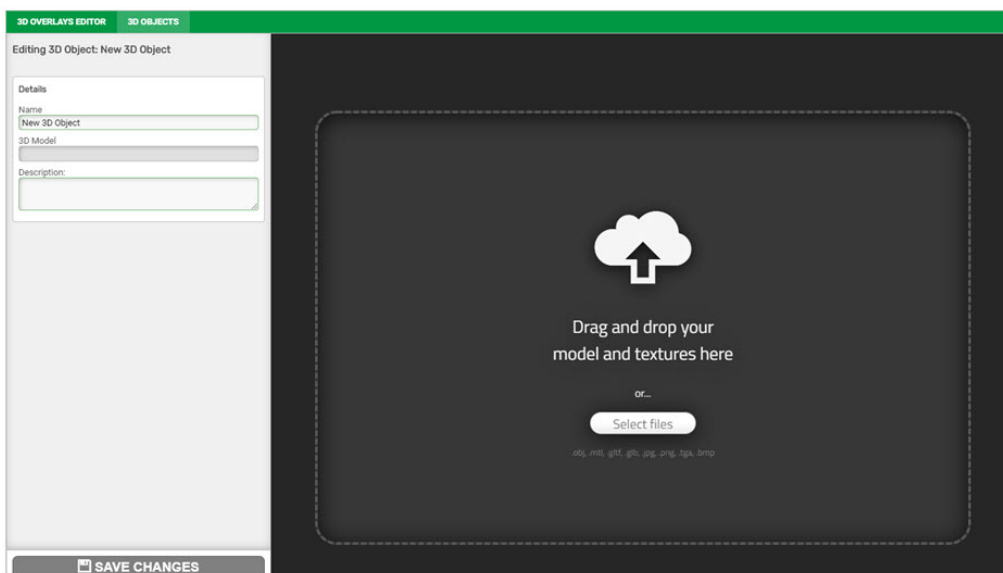 3D OVERLAYS EDITOR
3D OBJECTS
Editing 3D Object: New 3D Object
Details
Name
New 3D Object
3D Model
Description:
Drag and drop your
model and textures here
or...
Select files
.obj, .mtl, .gltf, .glb, .jpg, .png, .tga, .bmp
SAVE CHANGES